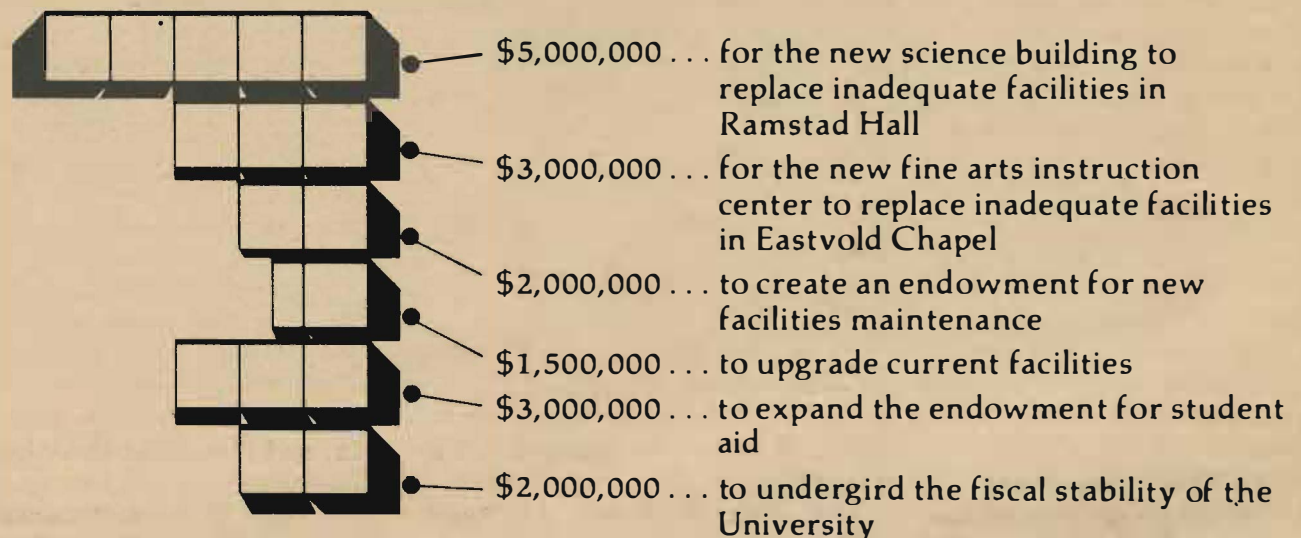 $5,000,000 ... for the new science building to
replace inadequate facilities in
Ramstad Hall
$3,000,000 ... for the new fine arts instruction
center to replace inadequate facilities
in Eastvold Chapel
$2,000,000 ... to create an endowment for new
facilities maintenance
$1,500,000 ... to upgrade current facilities
$3,000,000 ... to expand the endowment for student
aid
$2,000,000 ... to undergird the fiscal stability of the
University